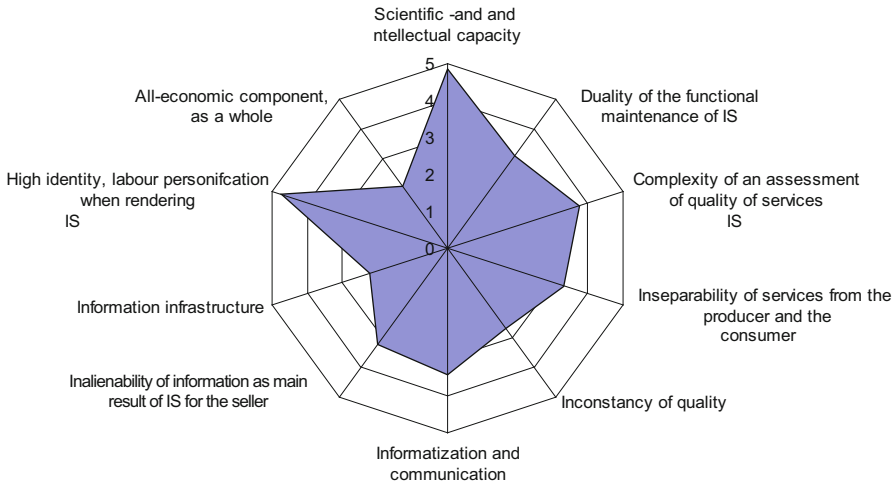 Scientific -and and
ntellectual capacity
5
4
3
2
1
0
Duality of the functional
maintenance of IS
Complexity of an assessment
of quality of services
IS
Inseparability of services from the
producer and the
consumer
Inconstancy of quality
Informatization and
communication
Inalienability of information as main
result of IS for the seller
Information infrastructure
High identity, labour personifcation
when rendering
IS
All-economic component,
as a whole